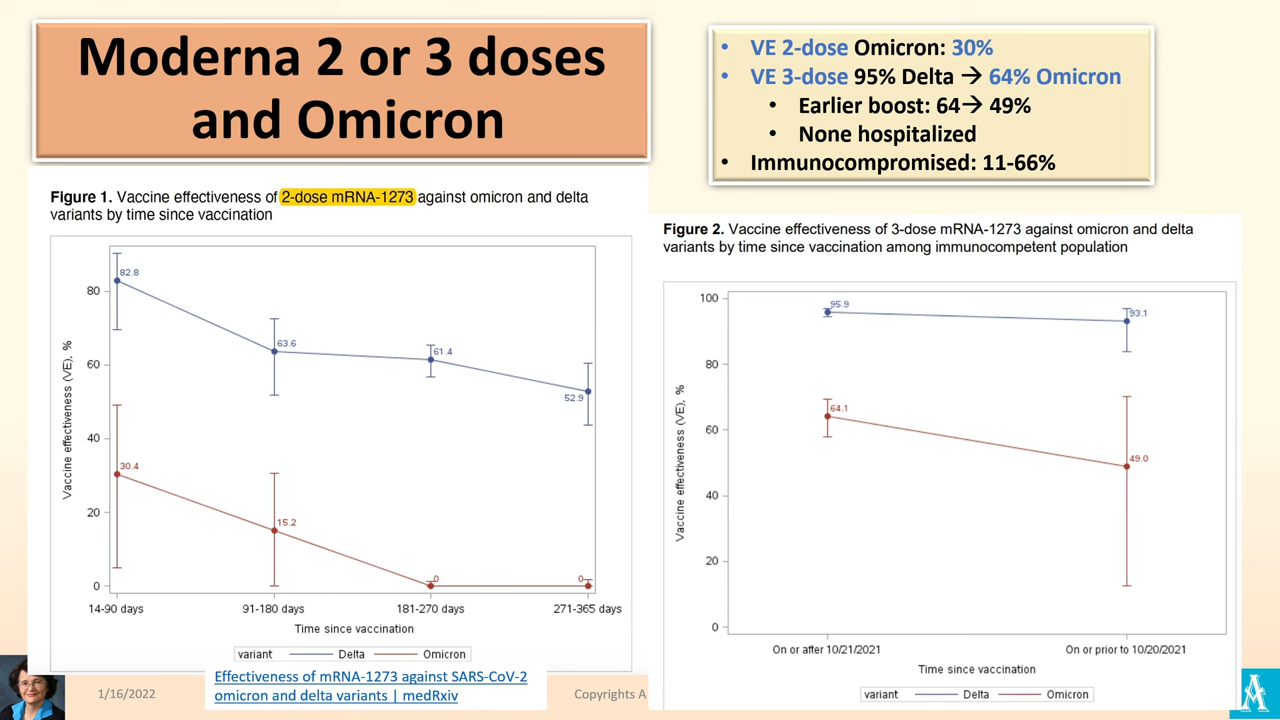 Moderna 2 or 3 doses
and Omicron
• VE 2-dose Omicron: 30%
• VE 3-dose 95% Delta → 64% Omicron
• Earlier boost: 64→ 49%
• None hospitalized
• Immunocompromised: 11-66%
Figure 1. Vaccine effectiveness of 2-dose mRNA-1273 against omicron and delta
variants by time since vaccination
Vaccine effectiveness (VE), %
80
60
40
20
0
82.8
63.6
61.4
52.9
30.4
15.2
0
0
14-90 days
91-180 days
181-270 days
271-365 days
Time since vaccination
variant Delta Omicron
Figure 2. Vaccine effectiveness of 3-dose mRNA-1273 against omicron and delta
variants by time since vaccination among immunocompetent population
Vaccine effectiveness (VE), %
100
80
60
40
20
0
95.9
93.1
64.1
49.0
On or after 10/21/2021
On or prior to 10/20/2021
Time since vaccination
variant Delta Omicron
Effectiveness of mRNA-1273 against SARS-CoV-2
omicron and delta variants | medRxiv
1/16/2022
Copyrights A
A